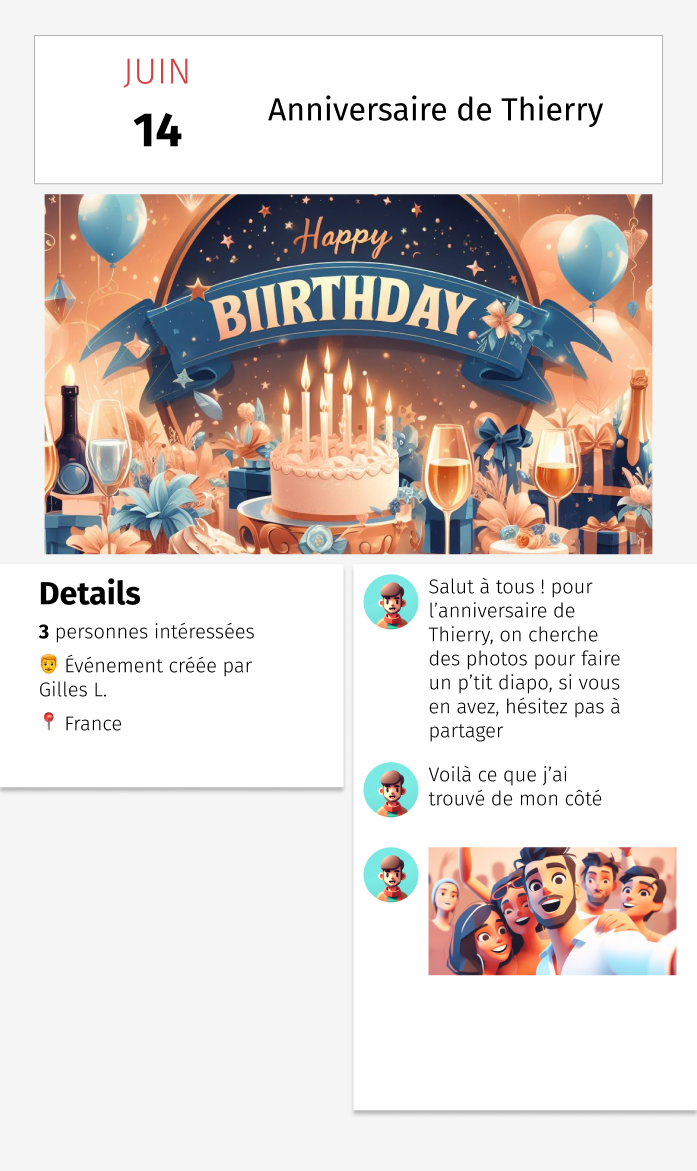 JUIN
14
Anniversaire de Thierry
Happy
BIIRTHDAY
Details
3 personnes intéressées
👨 Événement créée par
Gilles L.
📍 France
Salut à tous ! pour
l’anniversaire de
Thierry, on cherche
des photos pour faire
un p’tit diapo, si vous
en avez, hésitez pas à
partager
Voilà ce que j’ai
trouvé de mon côté